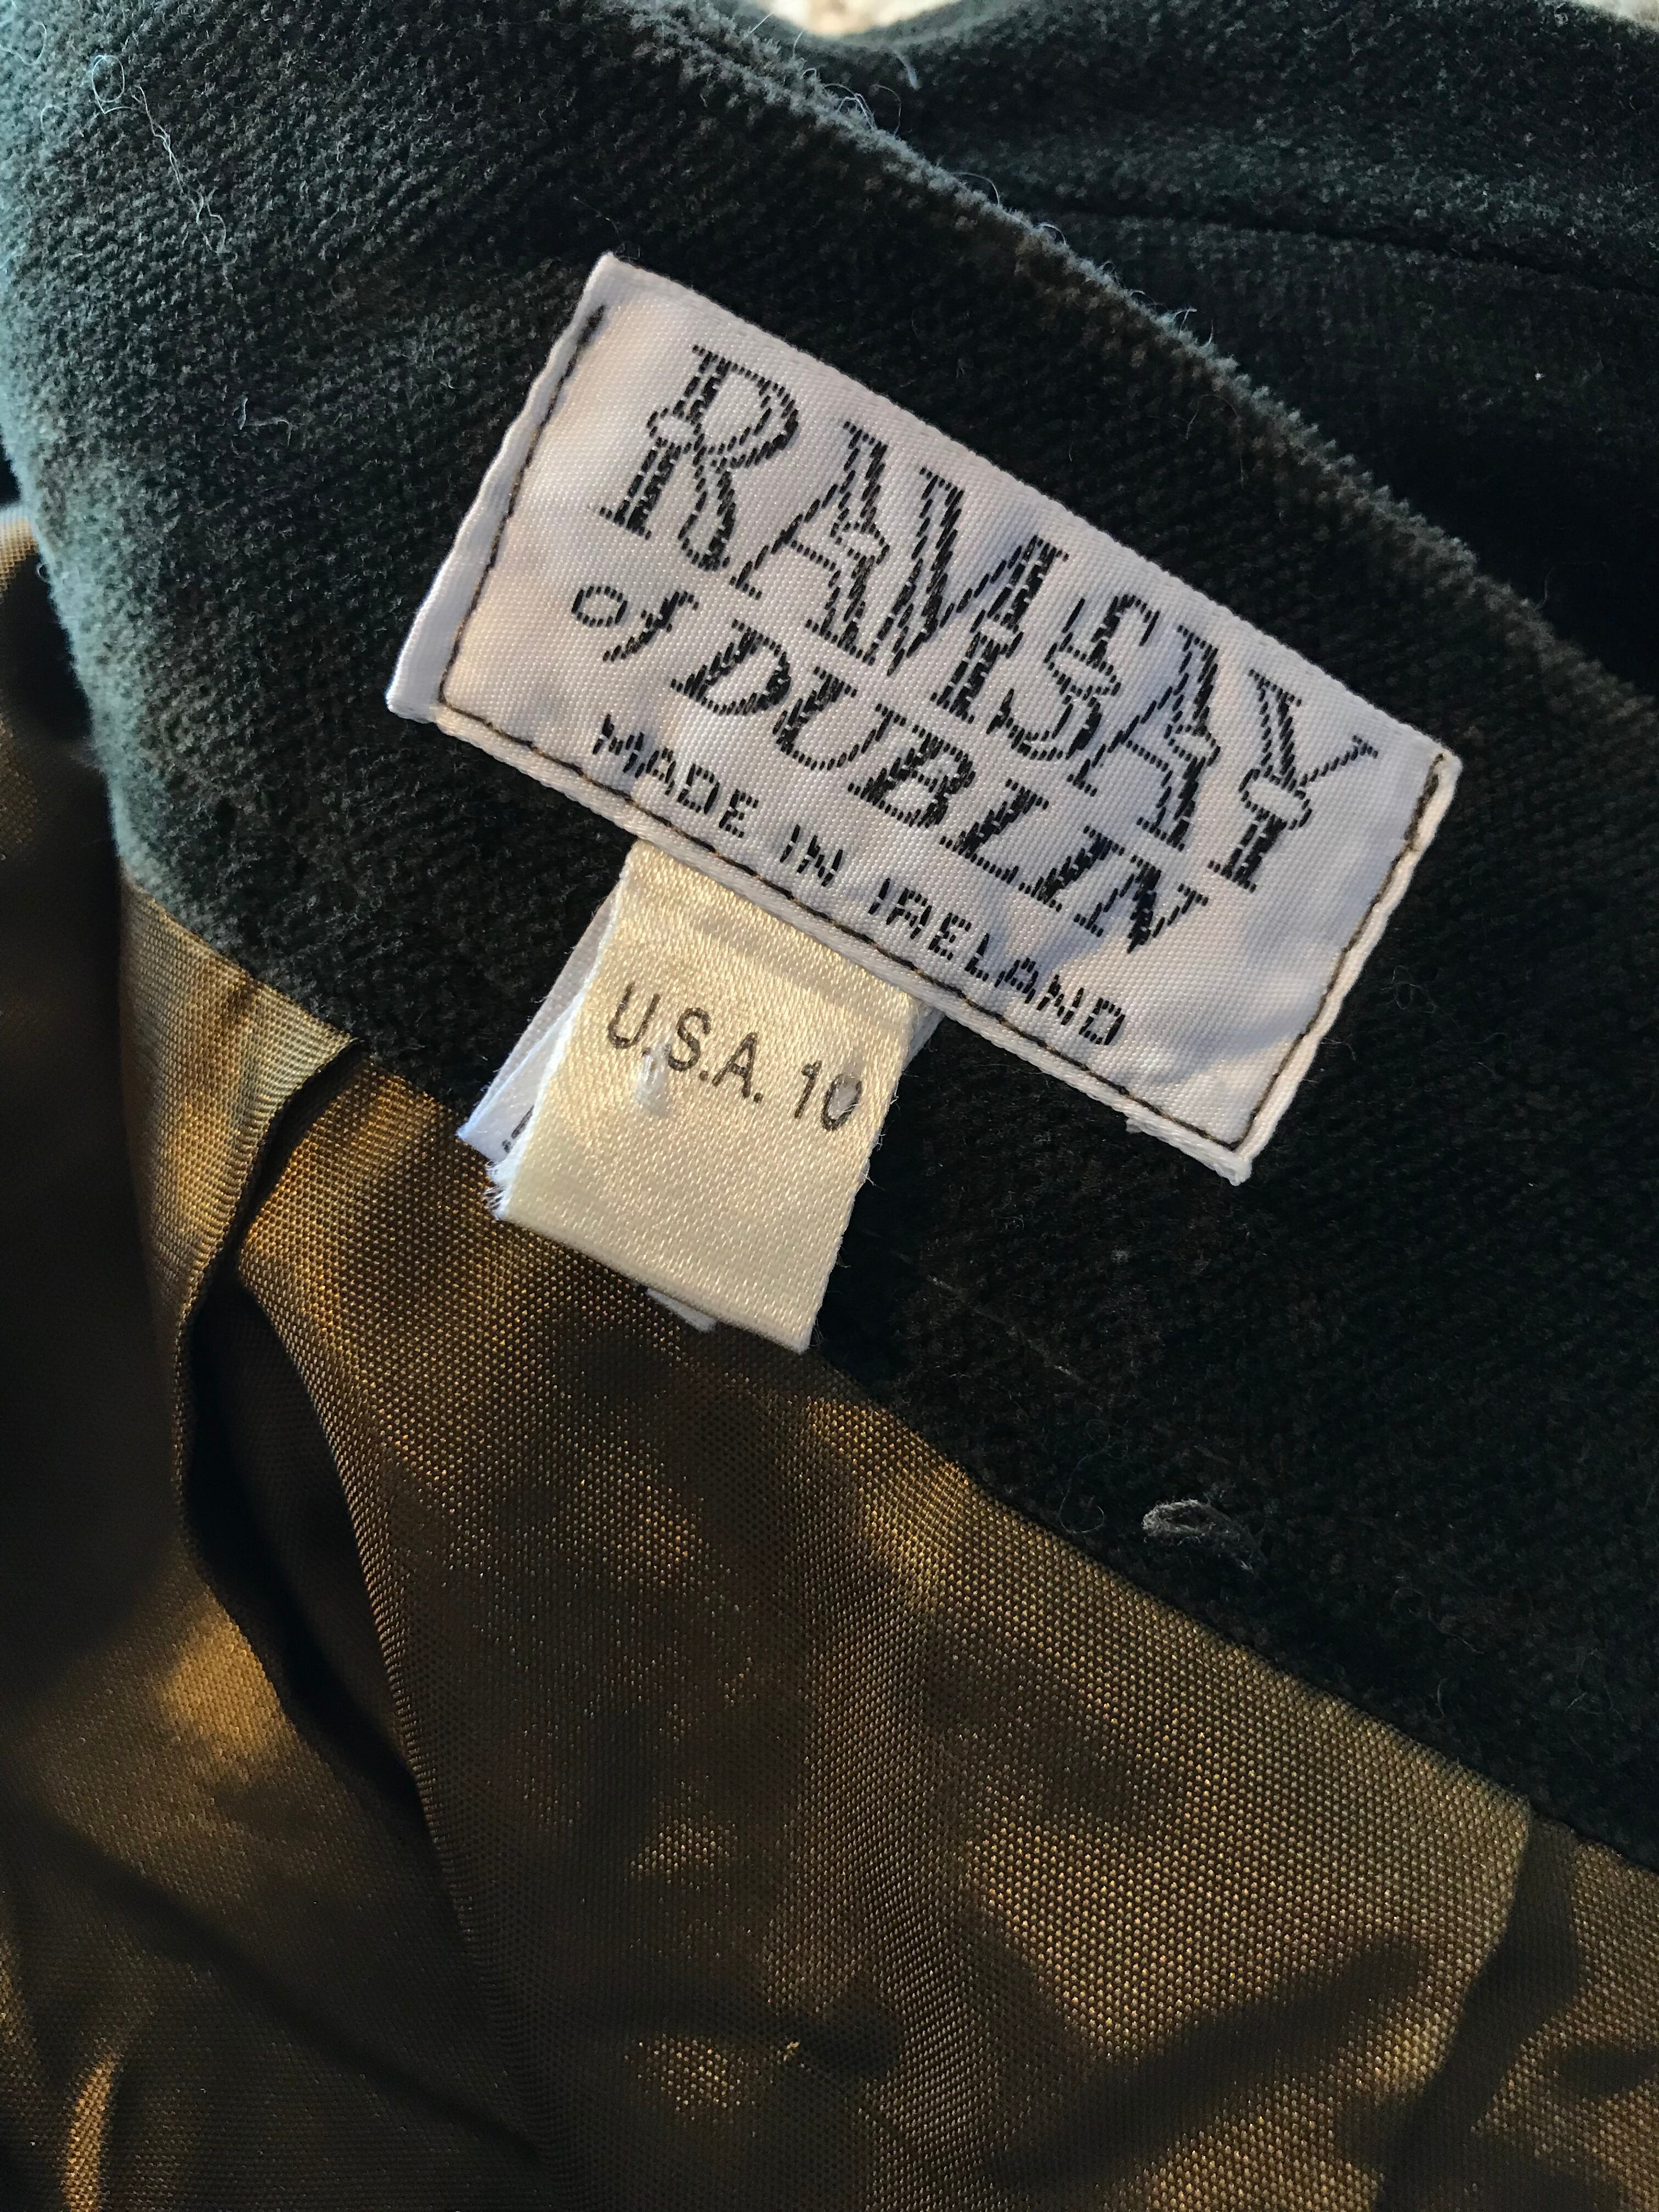 RAMSAY
of DUBLIN
MADE IN IRELAND
U.S.A. 10